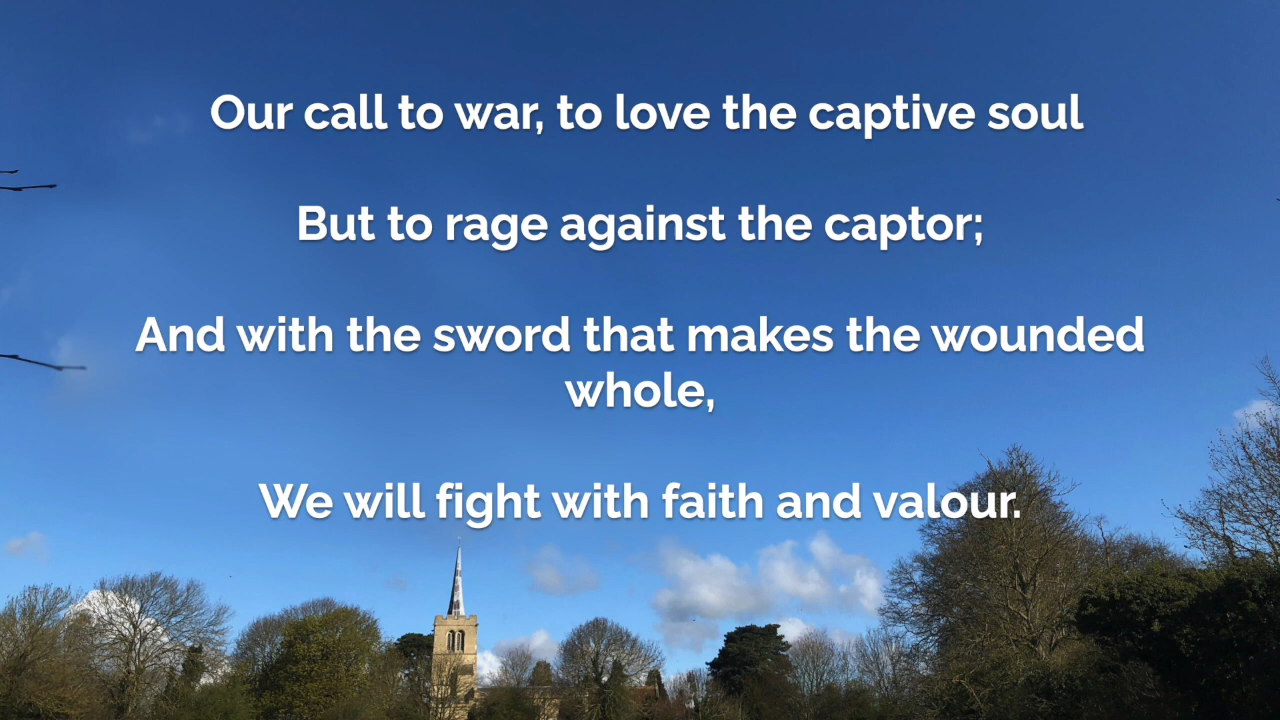 Our call to war, to love the captive soul
But to rage against the captor;
And with the sword that makes the wounded
whole,
We will fight with faith and valour.